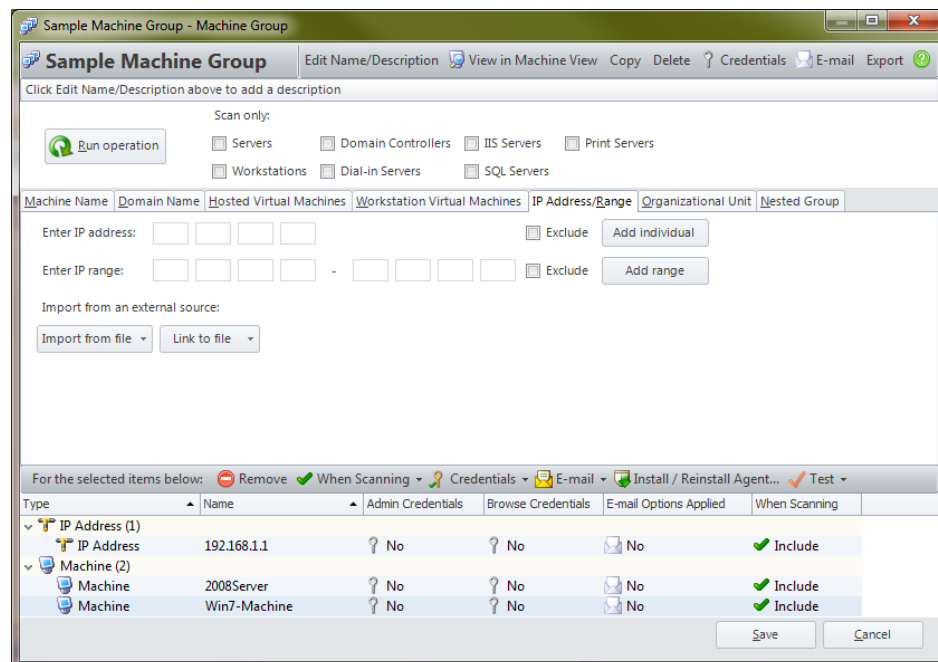 Sample Machine Group - Machine Group
Sample Machine Group Edit Name/Description View in Machine View Copy Delete Credentials E-mail Export ?
Click Edit Name/Description above to add a description
Scan only:
Run operation Servers Domain Controllers IIS Servers Print Servers
Workstations Dial-in Servers SQL Servers
Machine Name Domain Name Hosted Virtual Machines Workstation Virtual Machines IP Address/Range Organizational Unit Nested Group
Enter IP address: Exclude Add individual
Enter IP range: - Exclude Add range
Import from an external source:
Import from file Link to file
For the selected items below: Remove When Scanning Credentials E-mail Install / Reinstall Agent... Test
Type Name Admin Credentials Browse Credentials E-mail Options Applied When Scanning
IP Address (1)
IP Address 192.168.1.1 No No No Include
Machine (2)
Machine 2008Server No No No Include
Machine Win7-Machine No No No Include
Save Cancel